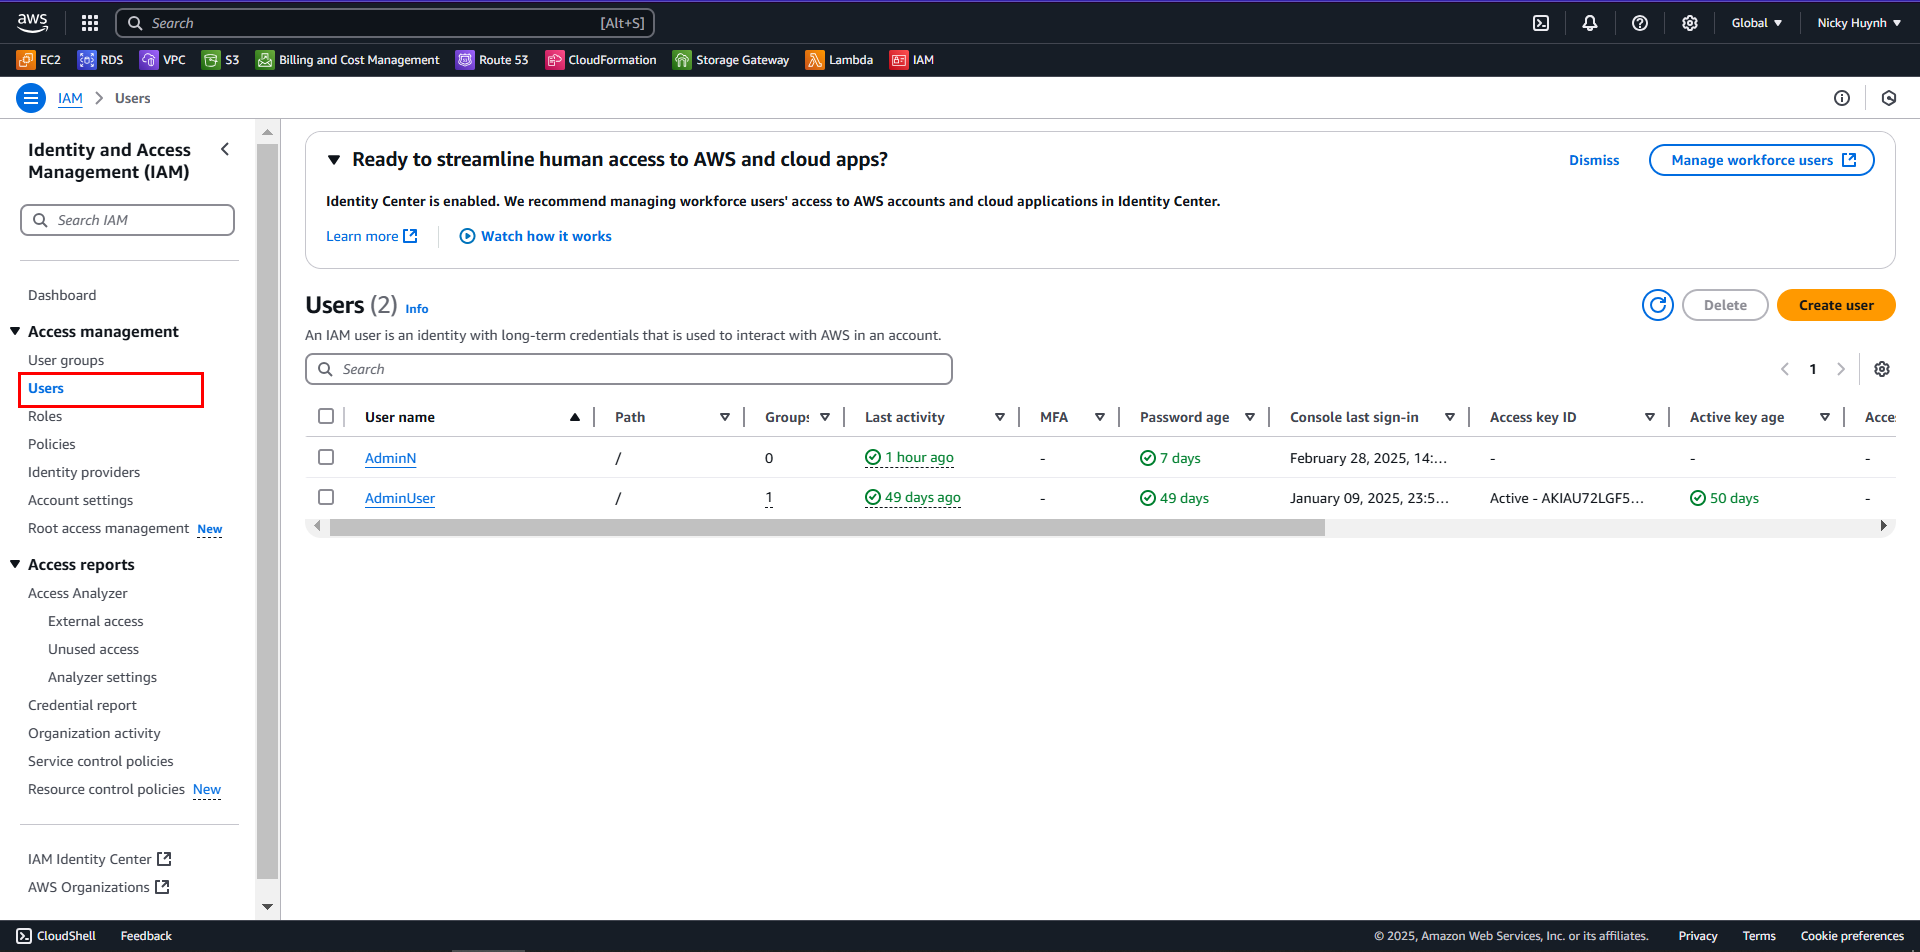 aws Search [Alt+S] Global Nicky Huynh
EC2 RDS VPC S3 Billing and Cost Management Route 53 CloudFormation Storage Gateway Lambda IAM
IAM Users
Identity and Access
Management (IAM)
Search IAM
Dashboard
Access management
User groups
Users
Roles
Policies
Identity providers
Account settings
Root access management New
Access reports
Access Analyzer
External access
Unused access
Analyzer settings
Credential report
Organization activity
Service control policies
Resource control policies New
IAM Identity Center
AWS Organizations
Ready to streamline human access to AWS and cloud apps? Dismiss Manage workforce users
Identity Center is enabled. We recommend managing workforce users' access to AWS accounts and cloud applications in Identity Center.
Learn more Watch how it works
Users (2) Info Delete Create user
An IAM user is an identity with long-term credentials that is used to interact with AWS in an account.
Search 1
User name Path Groups Last activity MFA Password age Console last sign-in Access key ID Active key age Acce
AdminN / 0 1 hour ago - 7 days February 28, 2025, 14:... - - -
AdminUser / 1 49 days ago - 49 days January 09, 2025, 23:5... Active - AKIAU72LGF5... 50 days -
CloudShell Feedback © 2025, Amazon Web Services, Inc. or its affiliates. Privacy Terms Cookie preferences